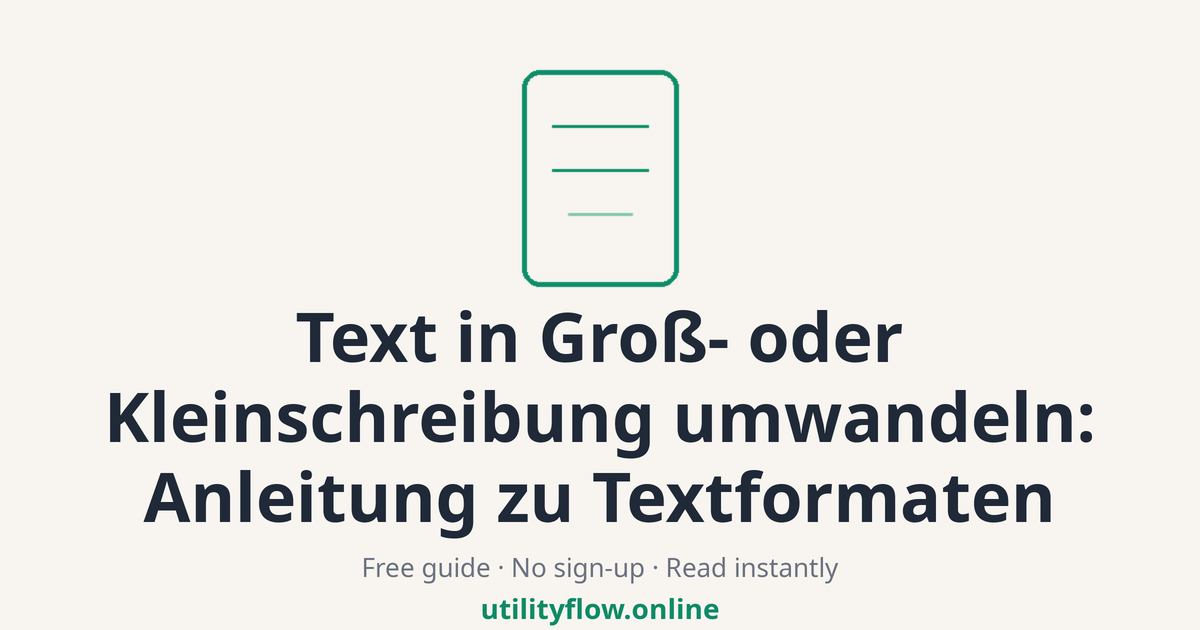 Text in Groß- oder
Kleinschreibung umwandeln:
Anleitung zu Textformaten
Free guide · No sign-up · Read instantly
utilityflow.online